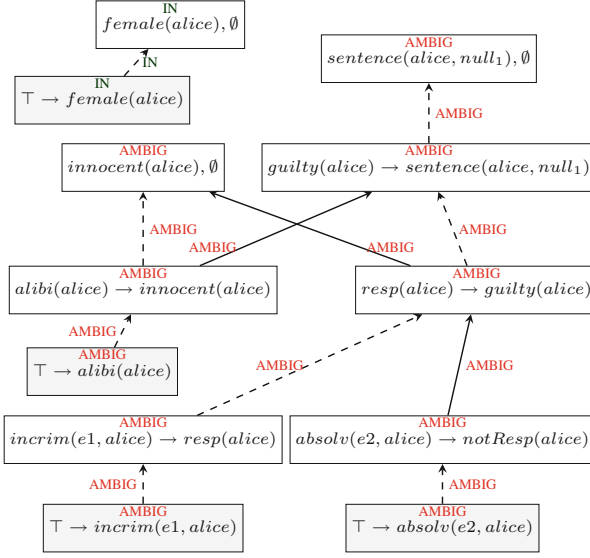 IN
female(alice), ∅
IN
IN
⊤ → female(alice)
AMBIG
sentence(alice, null₁), ∅
AMBIG
AMBIG
innocent(alice), ∅
AMBIG
guilty(alice) → sentence(alice, null₁)
AMBIG
AMBIG
AMBIG
AMBIG
AMBIG
alibi(alice) → innocent(alice)
AMBIG
resp(alice) → guilty(alice)
AMBIG
AMBIG
⊤ → alibi(alice)
AMBIG
AMBIG
AMBIG
incrim(e1, alice) → resp(alice)
AMBIG
absolv(e2, alice) → notResp(alice)
AMBIG
AMBIG
AMBIG
⊤ → incrim(e1, alice)
AMBIG
⊤ → absolv(e2, alice)